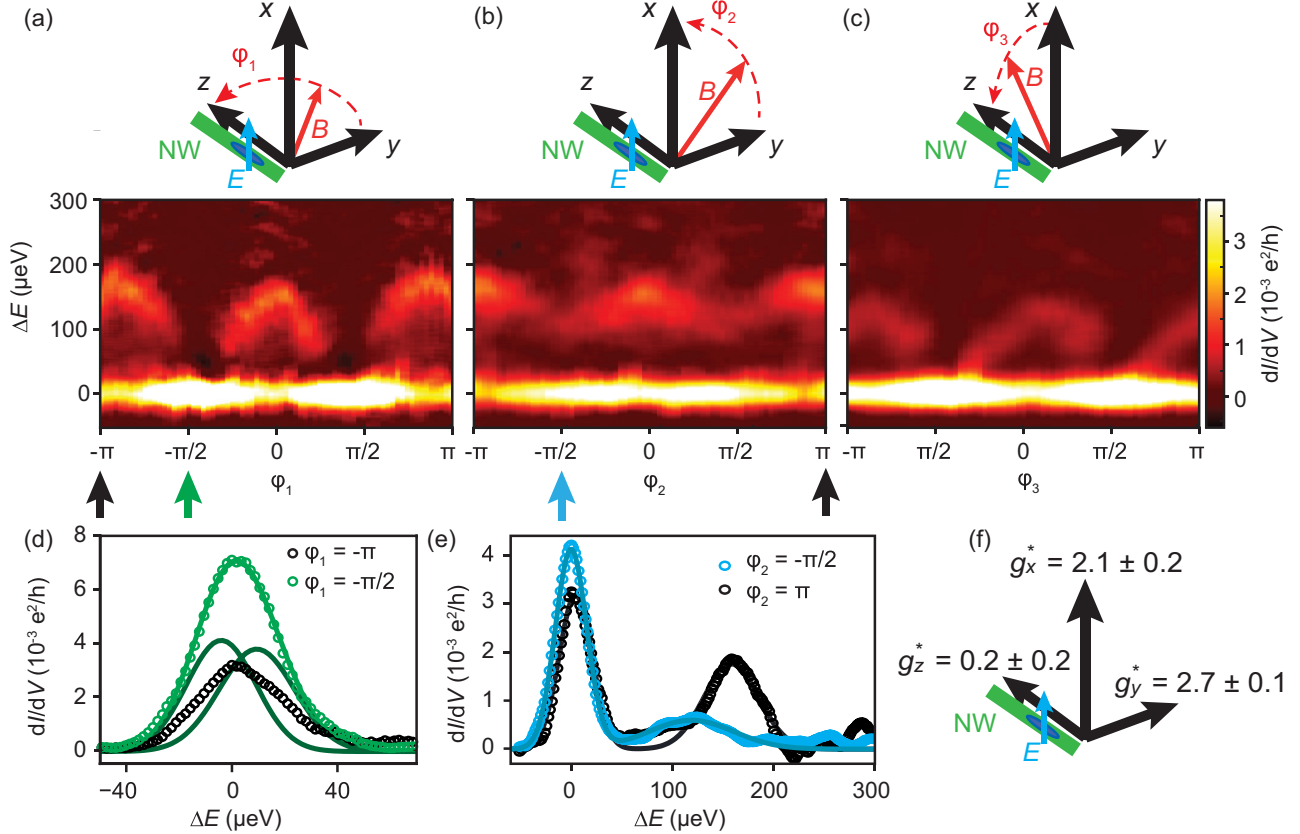 (a)
x
φ1
z
B
NW
E
y
(b)
x
φ2
z
B
NW
E
y
(c)
x
φ3
z
B
NW
E
y
ΔE (µeV)
300
200
100
0
-π
-π/2
0
π/2
π
φ1
-π
-π/2
0
π/2
π
φ2
-π
-π/2
0
π/2
π
φ3
3
2
1
0
dI/dV (10⁻³ e²/h)
(d)
dI/dV (10⁻³ e²/h)
8
6
4
2
0
φ1 = -π
φ1 = -π/2
−40
0
40
ΔE (µeV)
(e)
dI/dV (10⁻³ e²/h)
4
3
2
1
0
φ2 = -π/2
φ2 = π
0
100
200
300
ΔE (µeV)
(f)
g*x = 2.1 ± 0.2
g*z = 0.2 ± 0.2
g*y = 2.7 ± 0.1
NW
E